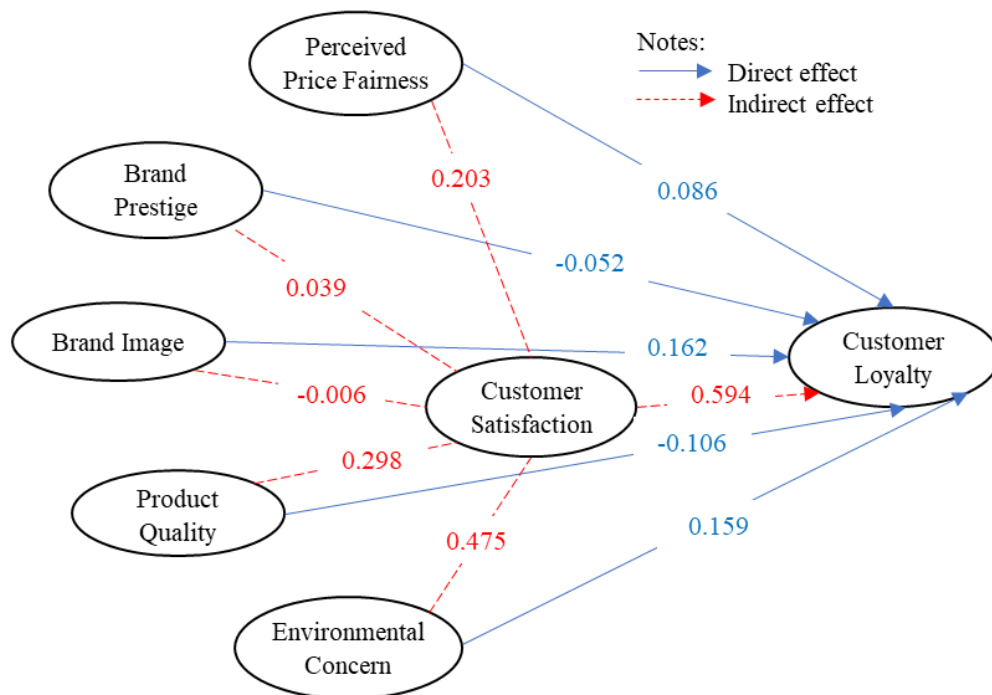 Perceived
Price Fairness
Notes:
Direct effect
Indirect effect
Brand
Prestige
0.203
0.086
-0.052
0.039
Brand Image
0.162
Customer
Loyalty
-0.006
Customer
Satisfaction
0.594
-0.106
0.298
Product
Quality
0.475
0.159
Environmental
Concern